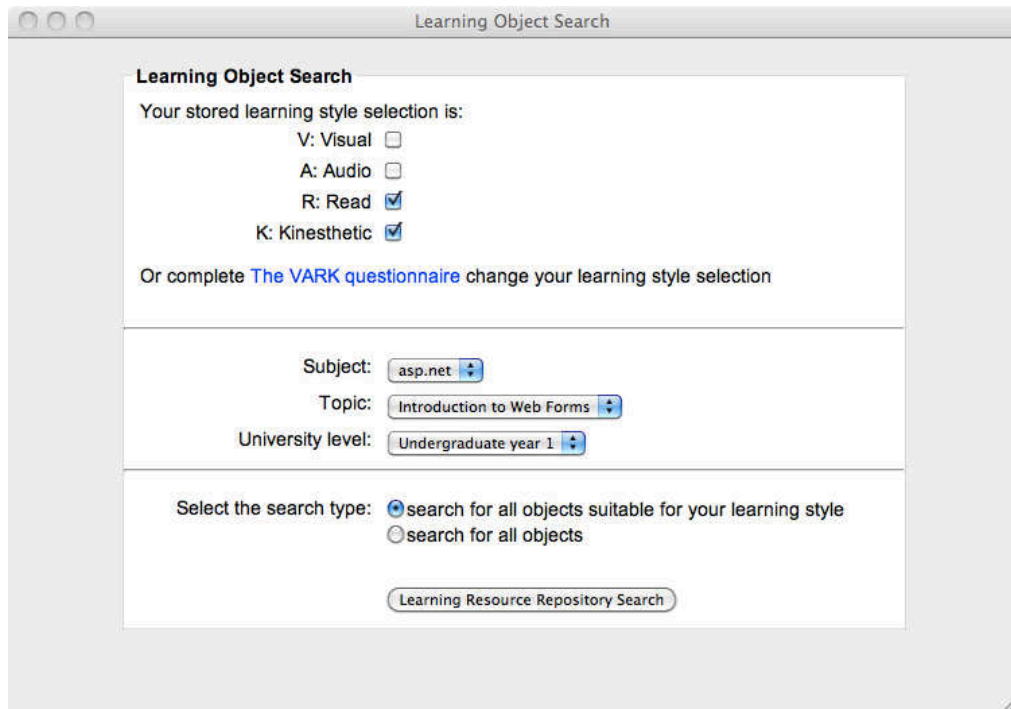 Learning Object Search
Learning Object Search
Your stored learning style selection is:
V: Visual
A: Audio
R: Read
K: Kinesthetic
Or complete The VARK questionnaire change your learning style selection
Subject: asp.net
Topic: Introduction to Web Forms
University level: Undergraduate year 1
Select the search type: search for all objects suitable for your learning style
search for all objects
Learning Resource Repository Search